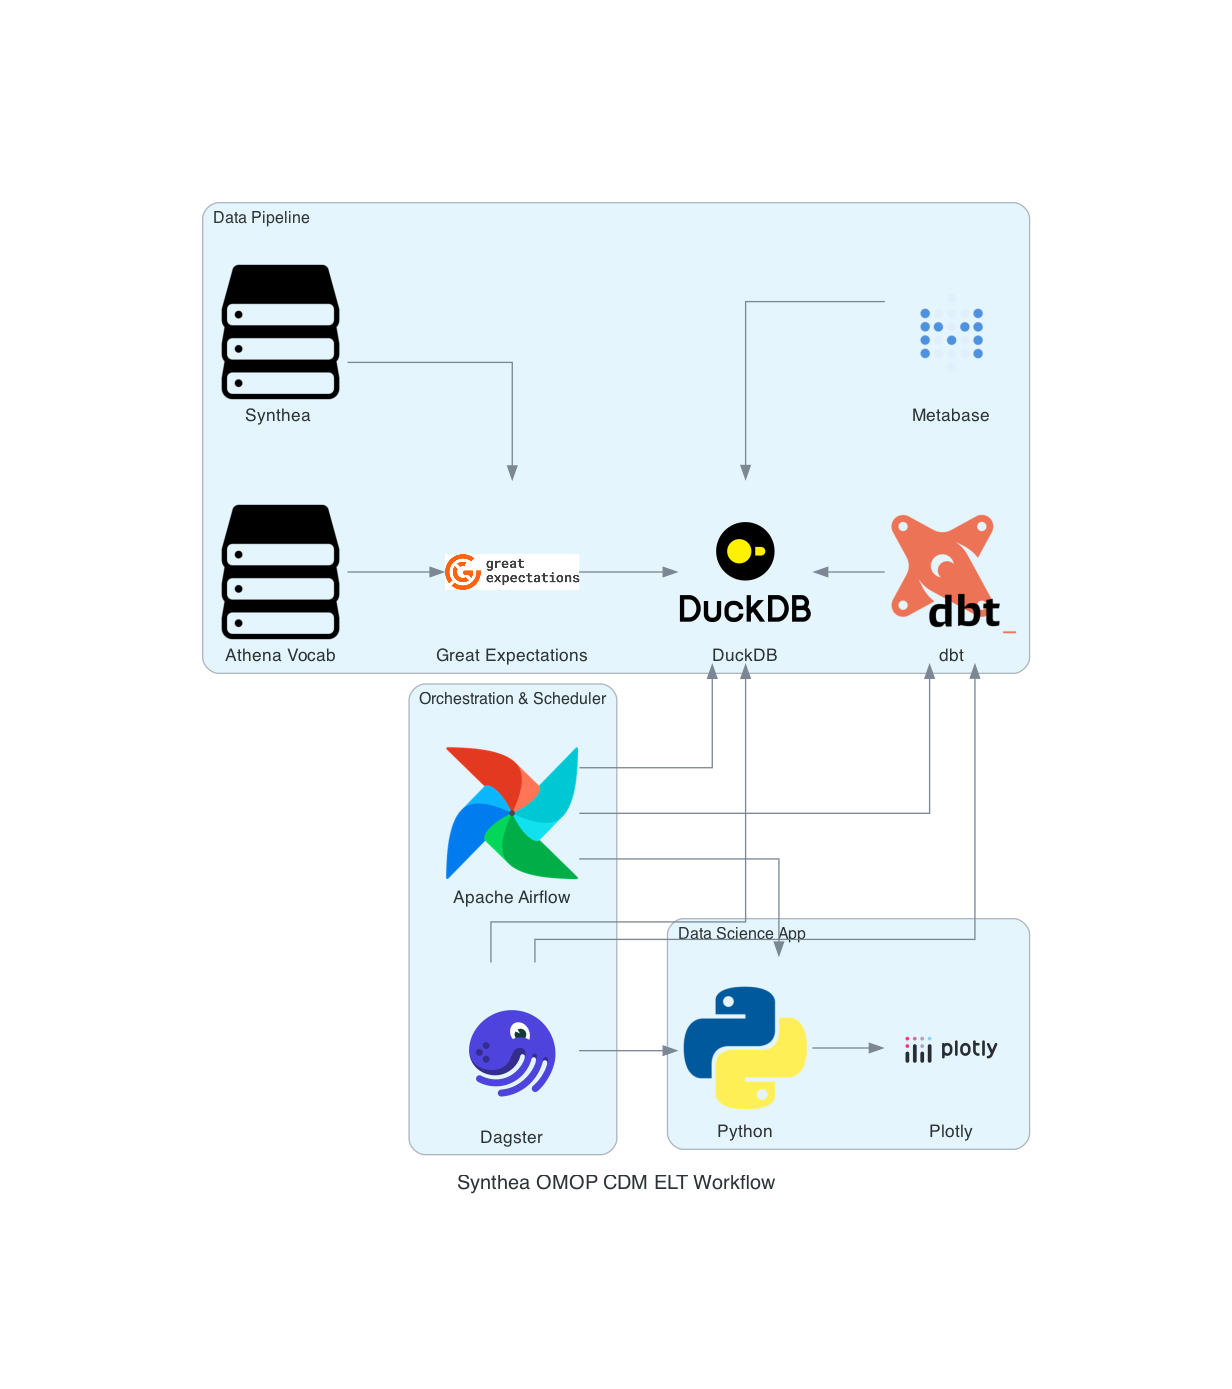 Data Pipeline
Synthea
Metabase
great
expectations
DuckDB
dbt_
Athena Vocab
Great Expectations
DuckDB
dbt
Orchestration & Scheduler
Apache Airflow
Data Science App
plotly
Dagster
Python
Plotly
Synthea OMOP CDM ELT Workflow